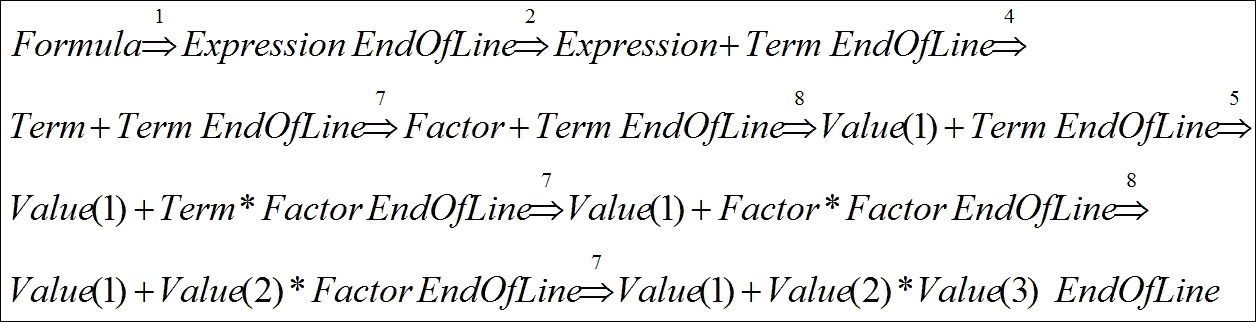 Formula ⇒¹ Expression EndOfLine ⇒² Expression + Term EndOfLine ⇒⁴
Term + Term EndOfLine ⇒⁷ Factor + Term EndOfLine ⇒⁸ Value(1) + Term EndOfLine ⇒⁵
Value(1) + Term * Factor EndOfLine ⇒⁷ Value(1) + Factor * Factor EndOfLine ⇒⁸
Value(1) + Value(2) * Factor EndOfLine ⇒⁷ Value(1) + Value(2) * Value(3) EndOfLine